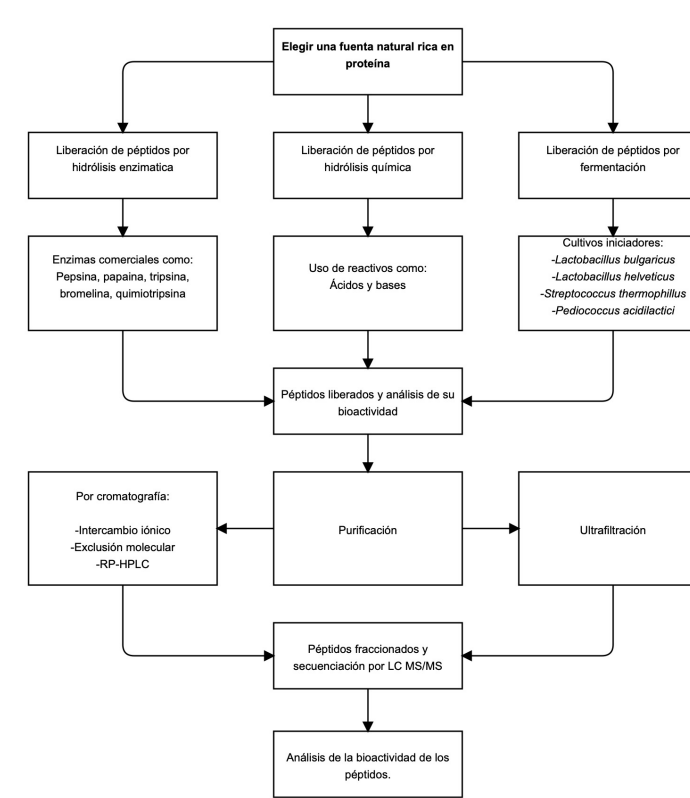 Elegir una fuenta natural rica en
proteína
Liberación de péptidos por
hidrólisis enzimatica
Liberación de péptidos por
hidrólisis química
Liberación de péptidos por
fermentación
Enzimas comerciales como:
Pepsina, papaina, tripsina,
bromelina, quimiotripsina
Uso de reactivos como:
Ácidos y bases
Cultivos iniciadores:
-Lactobacillus bulgaricus
-Lactobacillus helveticus
-Streptococcus thermophillus
-Pediococcus acidilactici
Péptidos liberados y análisis de su
bioactividad
Por cromatografía:
-Intercambio iónico
-Exclusión molecular
-RP-HPLC
Purificación
Ultrafiltración
Péptidos fraccionados y
secuenciación por LC MS/MS
Análisis de la bioactividad de los
péptidos.